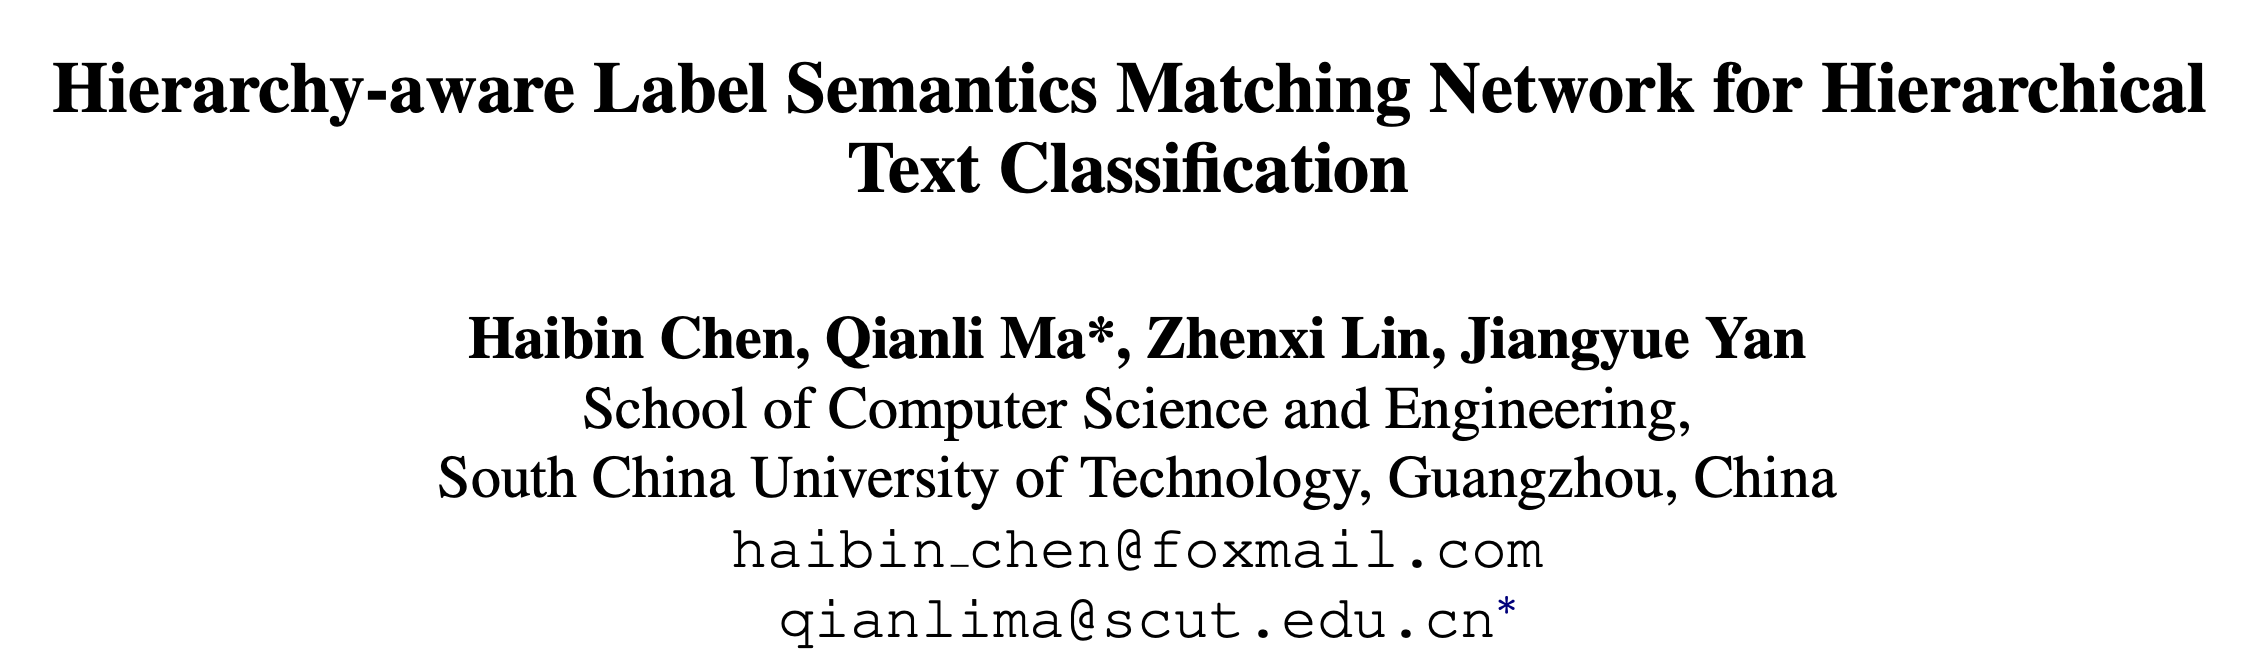 Hierarchy-aware Label Semantics Matching Network for Hierarchical
Text Classification
Haibin Chen, Qianli Ma*, Zhenxi Lin, Jiangyue Yan
School of Computer Science and Engineering,
South China University of Technology, Guangzhou, China
haibin_chen@foxmail.com
qianlima@scut.edu.cn*